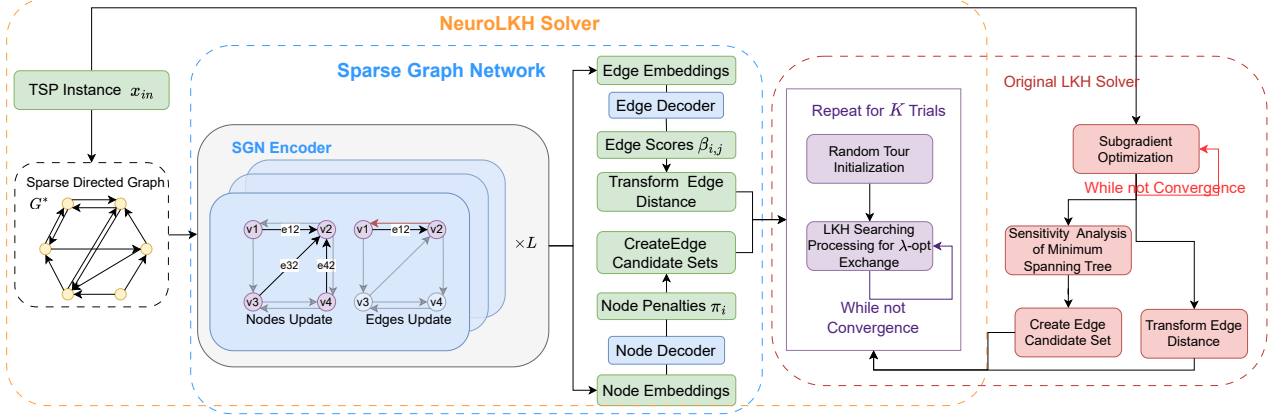 NeuroLKH Solver
TSP Instance x_{in}
Sparse Directed Graph
G^*
Sparse Graph Network
SGN Encoder
v1
e12
v2
e32
e42
v3
v4
Nodes Update
v1
e12
v2
v3
v4
Edges Update
×L
Edge Embeddings
Edge Decoder
Edge Scores β_{i,j}
Transform Edge
Distance
CreateEdge
Candidate Sets
Node Penalties π_i
Node Decoder
Node Embeddings
Repeat for K Trials
Random Tour
Initialization
LKH Searching
Processing for λ-opt
Exchange
While not
Convergence
Original LKH Solver
Subgradient
Optimization
While not Convergence
Sensitivity Analysis
of Minimum
Spanning Tree
Create Edge
Candidate Set
Transform Edge
Distance